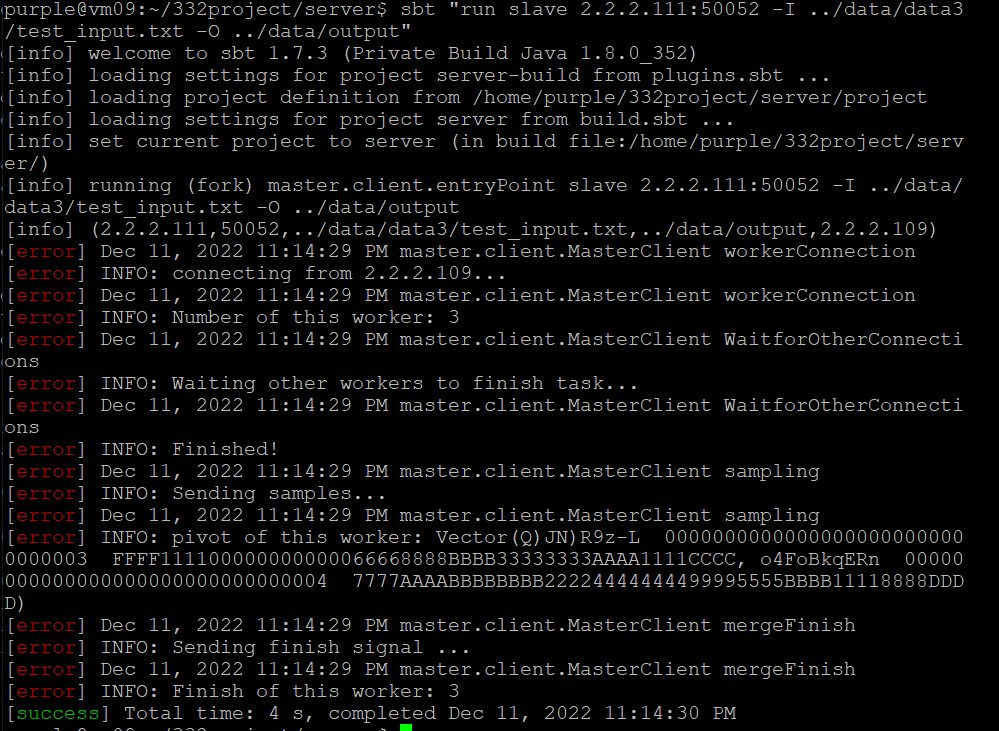 purple@vm09:~/332project/server$ sbt "run slave 2.2.2.111:50052 -I ../data/data3
/test_input.txt -O ../data/output"
[info] welcome to sbt 1.7.3 (Private Build Java 1.8.0_352)
[info] loading settings for project server-build from plugins.sbt ...
[info] loading project definition from /home/purple/332project/server/project
[info] loading settings for project server from build.sbt ...
[info] set current project to server (in build file:/home/purple/332project/serv
er/)
[info] running (fork) master.client.entryPoint slave 2.2.2.111:50052 -I ../data/
data3/test_input.txt -O ../data/output
[info] (2.2.2.111,50052,../data/data3/test_input.txt,../data/output,2.2.2.109)
[error] Dec 11, 2022 11:14:29 PM master.client.MasterClient workerConnection
[error] INFO: connecting from 2.2.2.109...
[error] Dec 11, 2022 11:14:29 PM master.client.MasterClient workerConnection
[error] INFO: Number of this worker: 3
[error] Dec 11, 2022 11:14:29 PM master.client.MasterClient WaitforOtherConnecti
ons
[error] INFO: Waiting other workers to finish task...
[error] Dec 11, 2022 11:14:29 PM master.client.MasterClient WaitforOtherConnecti
ons
[error] INFO: Finished!
[error] Dec 11, 2022 11:14:29 PM master.client.MasterClient sampling
[error] INFO: Sending samples...
[error] Dec 11, 2022 11:14:29 PM master.client.MasterClient sampling
[error] INFO: pivot of this worker: Vector(Q)JN)R9z-L  0000000000000000000000000
0000003  FFFF111100000000000066668888BBBB33333333AAAA1111CCCC, o4FoBkqERn  00000
000000000000000000000000004  7777AAAABBBBBBBB222244444444999955555BBBB11118888DDD
D)
[error] Dec 11, 2022 11:14:29 PM master.client.MasterClient mergeFinish
[error] INFO: Sending finish signal ...
[error] Dec 11, 2022 11:14:29 PM master.client.MasterClient mergeFinish
[error] INFO: Finish of this worker: 3
[success] Total time: 4 s, completed Dec 11, 2022 11:14:30 PM